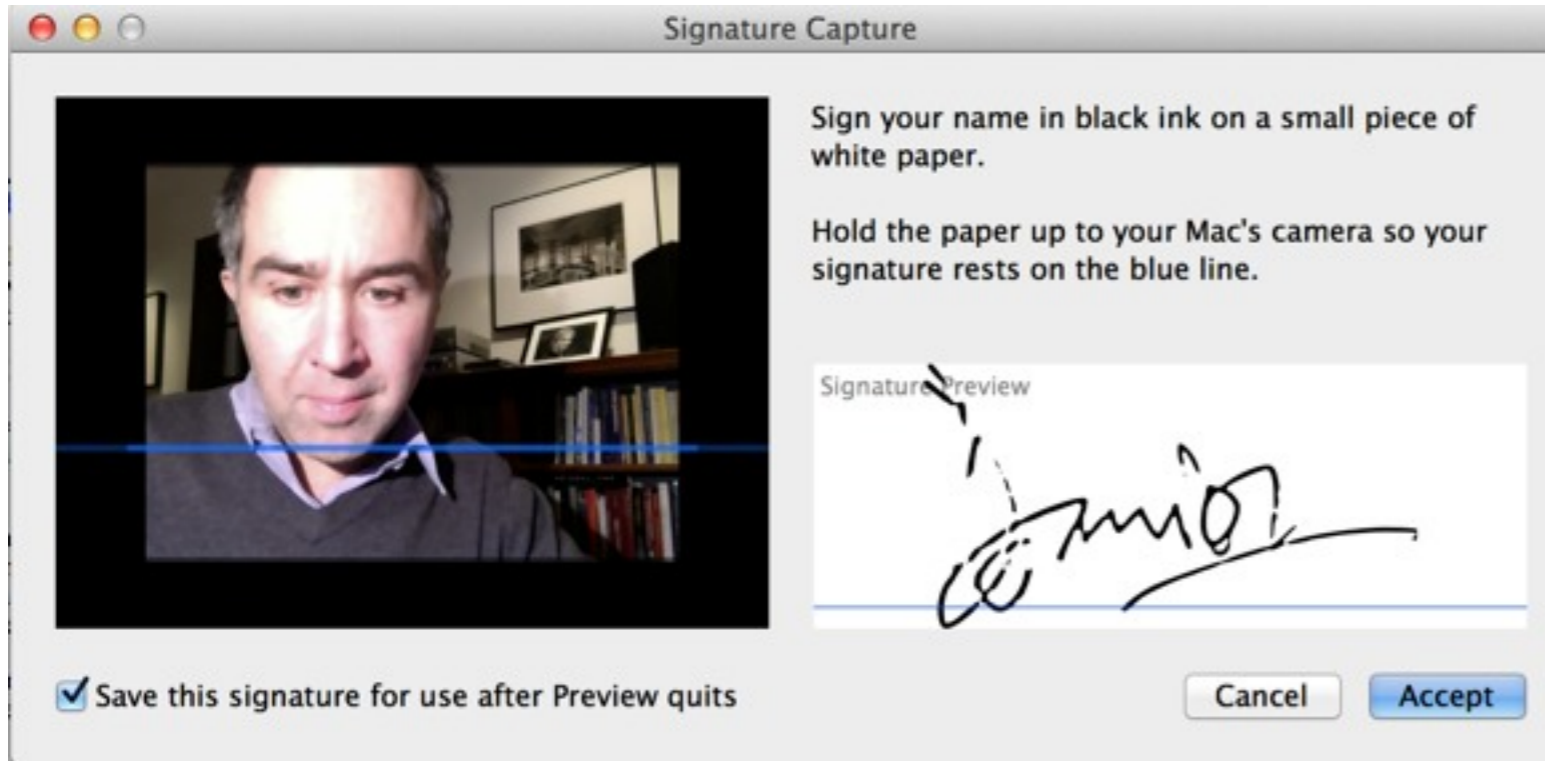 Signature Capture
Sign your name in black ink on a small piece of
white paper.
Hold the paper up to your Mac's camera so your
signature rests on the blue line.
Signature Preview
Save this signature for use after Preview quits
Cancel
Accept